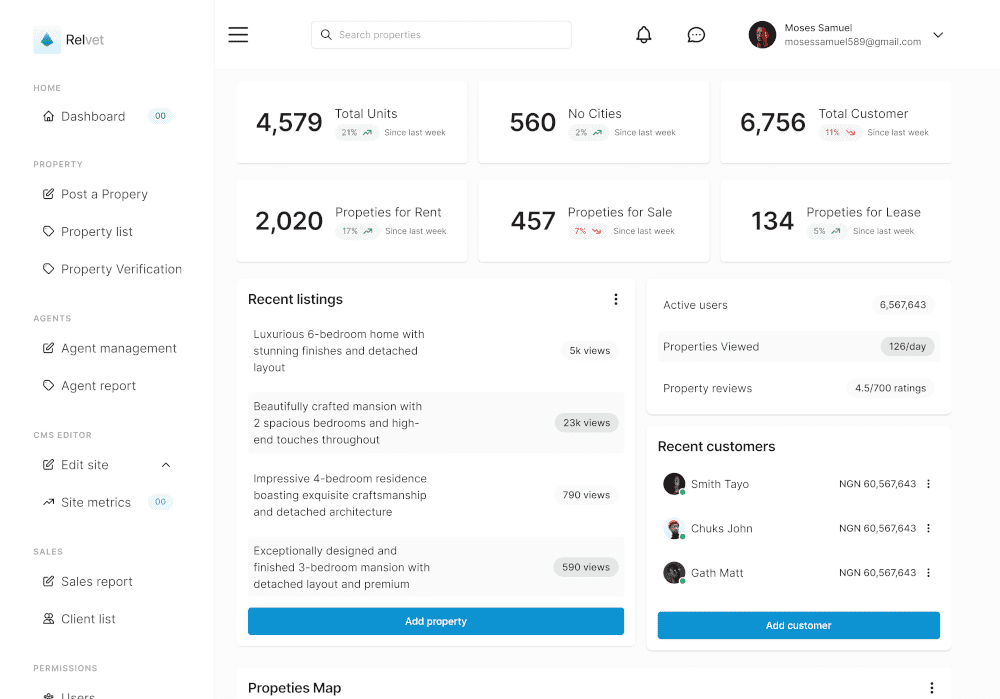 Relvet
Search properties
Moses Samuel
mosessamuel589@gmail.com
HOME
Dashboard 00
PROPERTY
Post a Propery
Property list
Property Verification
AGENTS
Agent management
Agent report
CMS EDITOR
Edit site
Site metrics 00
SALES
Sales report
Client list
PERMISSIONS
Users
4,579 Total Units
21% Since last week
560 No Cities
2% Since last week
6,756 Total Customer
11% Since last week
2,020 Propeties for Rent
17% Since last week
457 Propeties for Sale
7% Since last week
134 Propeties for Lease
5% Since last week
Recent listings
Luxurious 6-bedroom home with
stunning finishes and detached
layout
5k views
Beautifully crafted mansion with
2 spacious bedrooms and high-
end touches throughout
23k views
Impressive 4-bedroom residence
boasting exquisite craftsmanship
and detached architecture
790 views
Exceptionally designed and
finished 3-bedroom mansion with
detached layout and premium
590 views
Add property
Active users 6,567,643
Properties Viewed 126/day
Property reviews 4.5/700 ratings
Recent customers
Smith Tayo NGN 60,567,643
Chuks John NGN 60,567,643
Gath Matt NGN 60,567,643
Add customer
Propeties Map